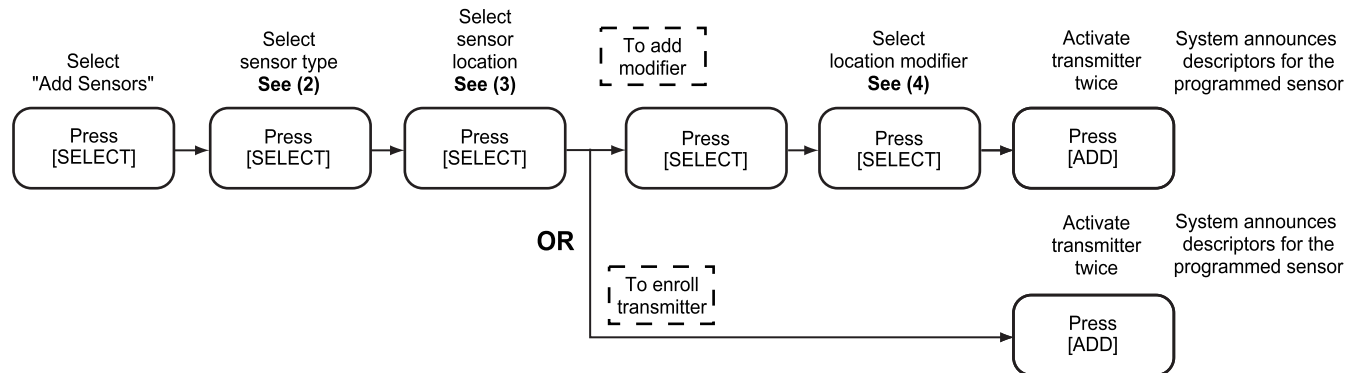 Select
"Add Sensors"
Press
[SELECT]
Select
sensor type
See (2)
Press
[SELECT]
Select
sensor
location
See (3)
Press
[SELECT]
To add
modifier
Press
[SELECT]
Select
location modifier
See (4)
Press
[SELECT]
Activate
transmitter
twice
Press
[ADD]
System announces
descriptors for the
programmed sensor
OR
To enroll
transmitter
Activate
transmitter
twice
Press
[ADD]
System announces
descriptors for the
programmed sensor